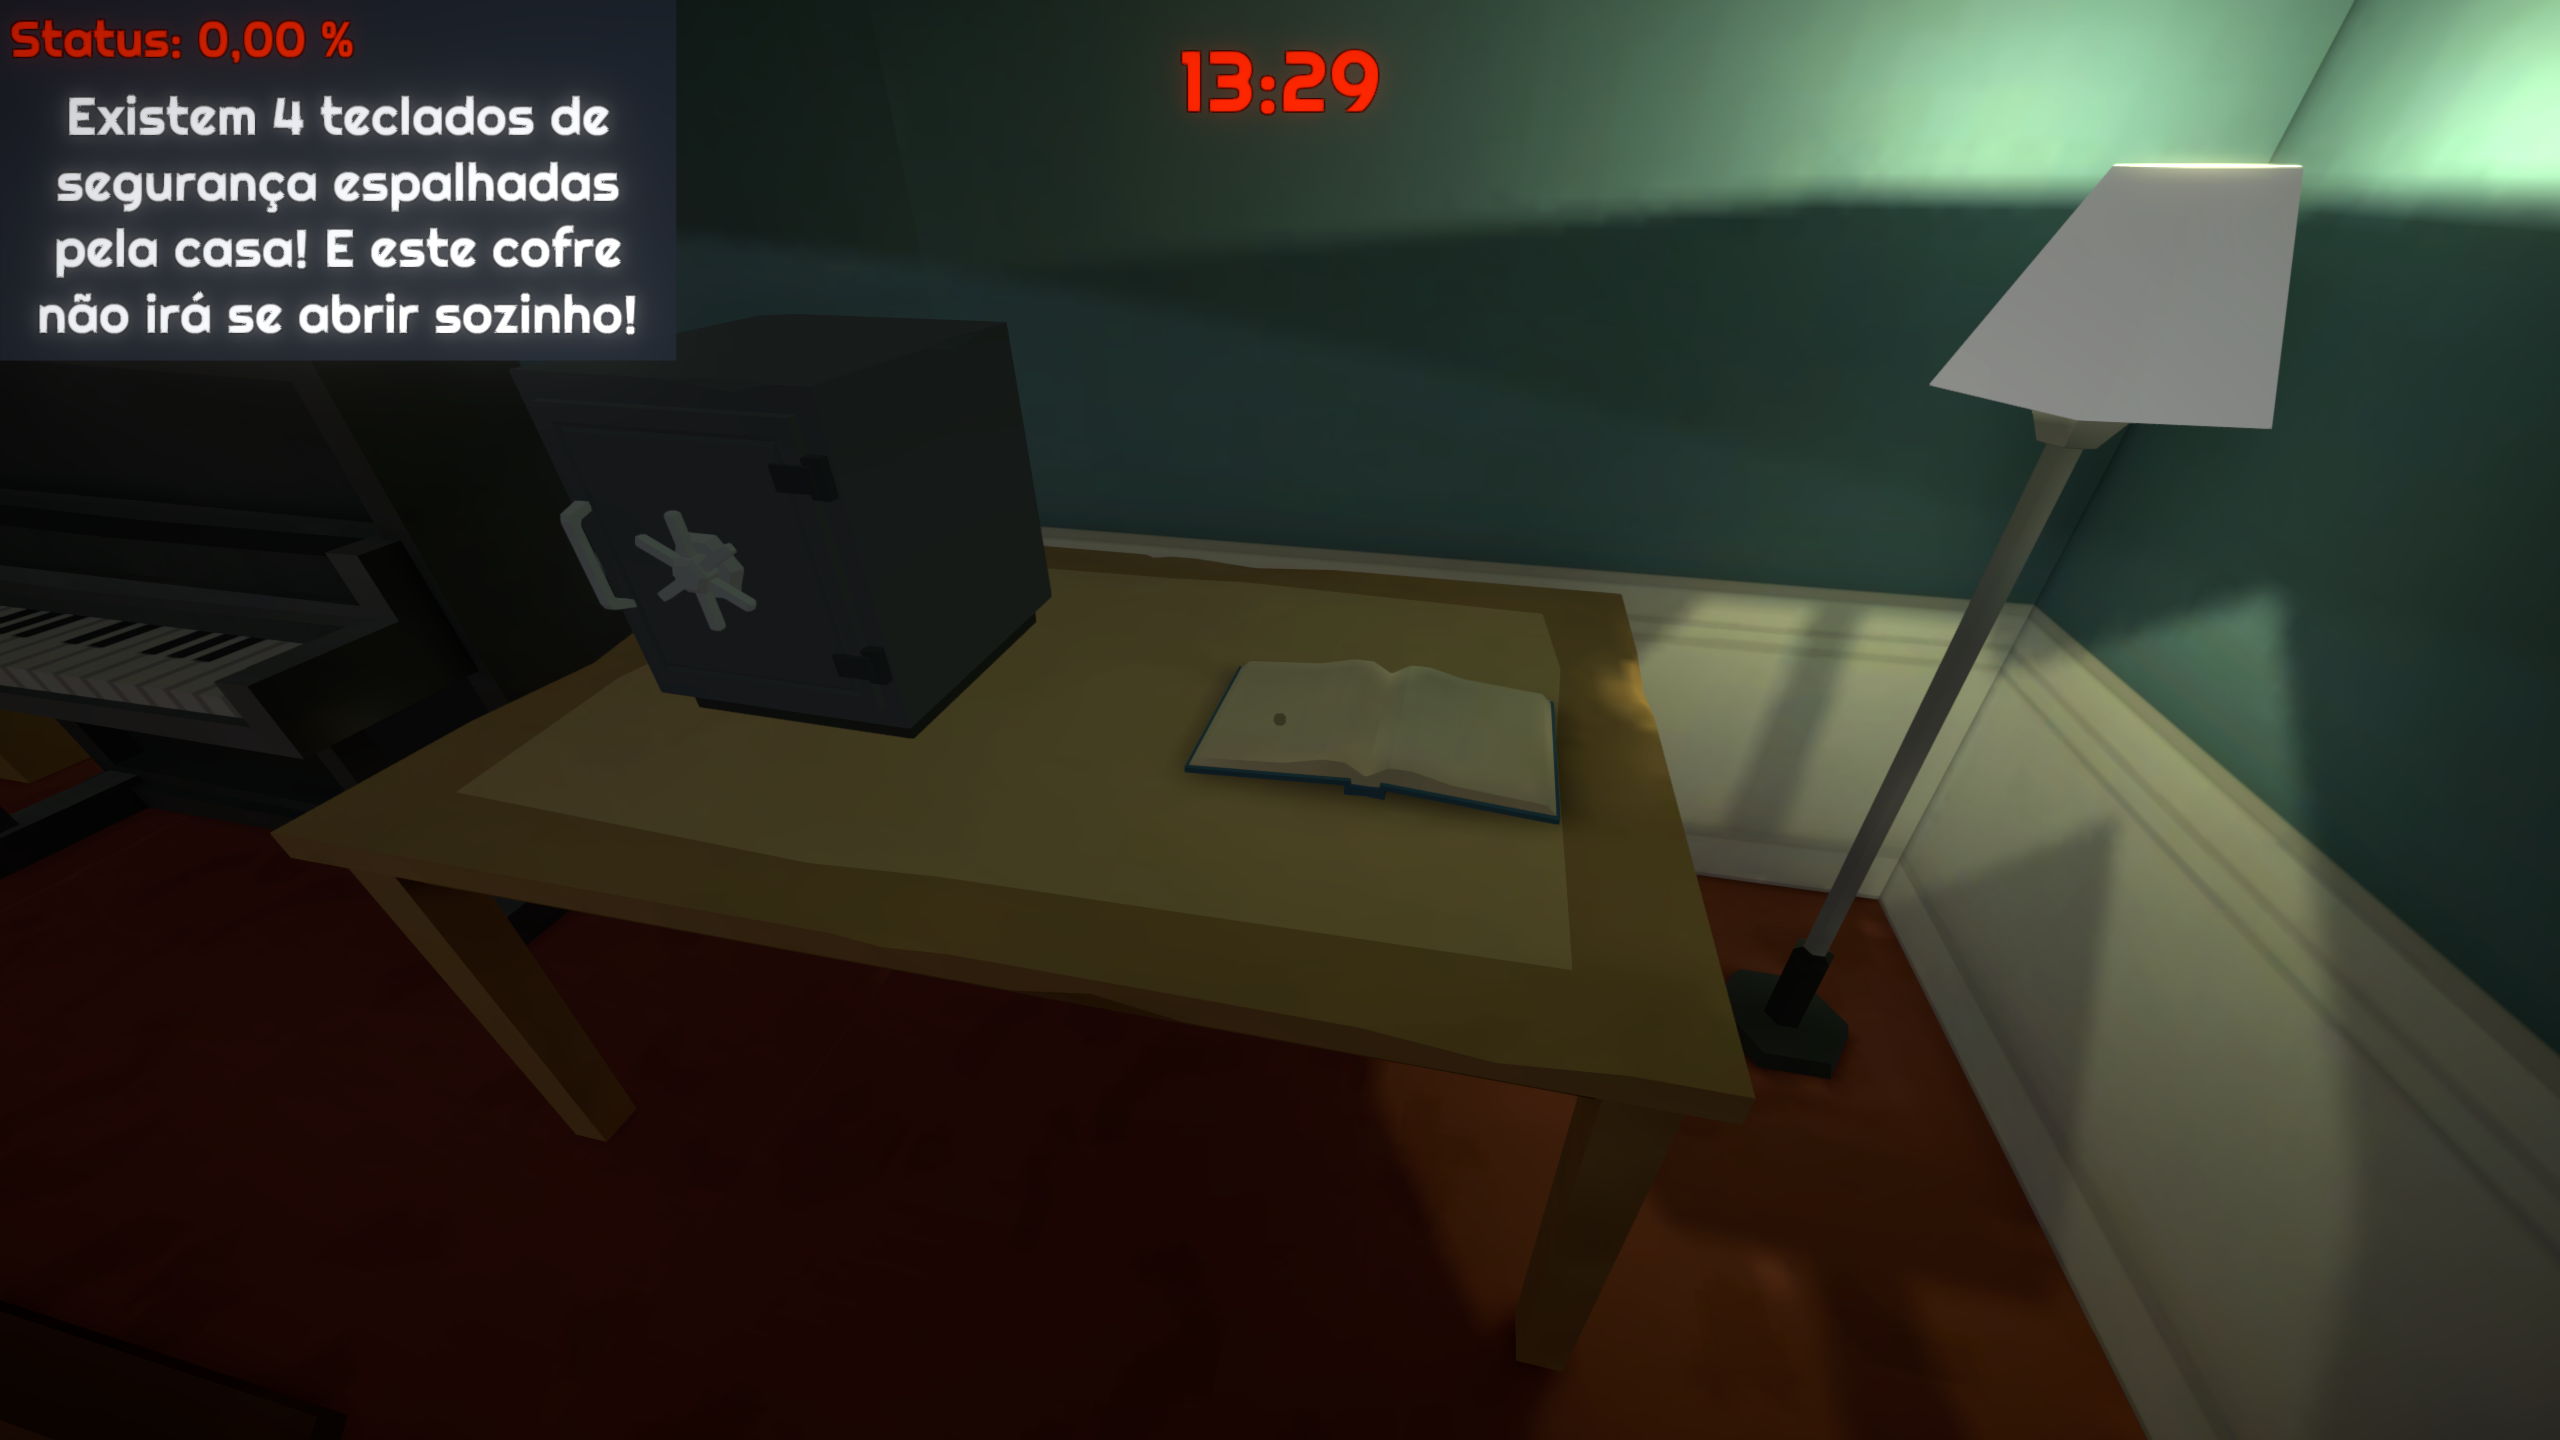 Status: 0,00 %
13:29
Existem 4 teclados de
segurança espalhadas
pela casa! E este cofre
não irá se abrir sozinho!